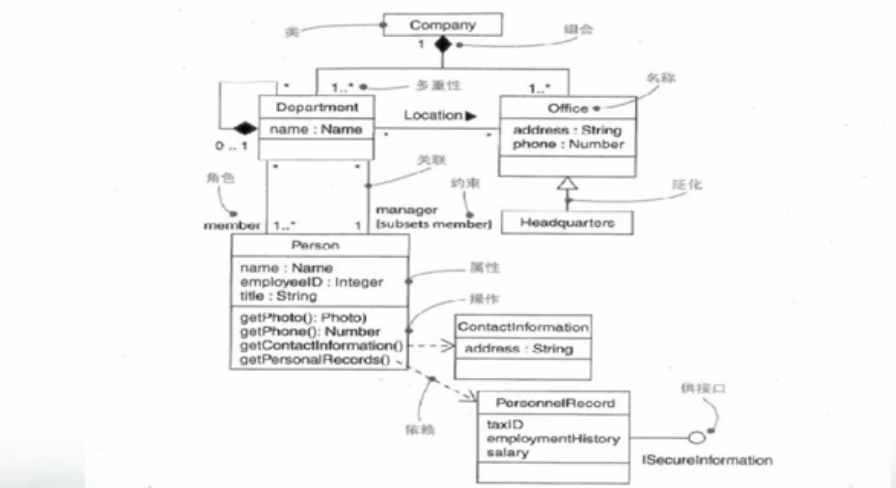 类
Company
组合
1
*
1..*
多重性
1..*
名称
Department
Office
name : Name
Location ▶
address : String
phone : Number
0 .. 1
*
*
*
*
关联
角色
约束
泛化
manager
member
1..*
1
[subsets member]
Headquarters
Person
name : Name
属性
employeeID : Integer
title : String
操作
getPhoto(): Photo)
getPhone(): Number
ContactInformation
getContactInformation()
address : String
getPersonalRecords()
供接口
PersonnelRecord
taxID
依赖
employmentHistory
salary
ISecureInformation